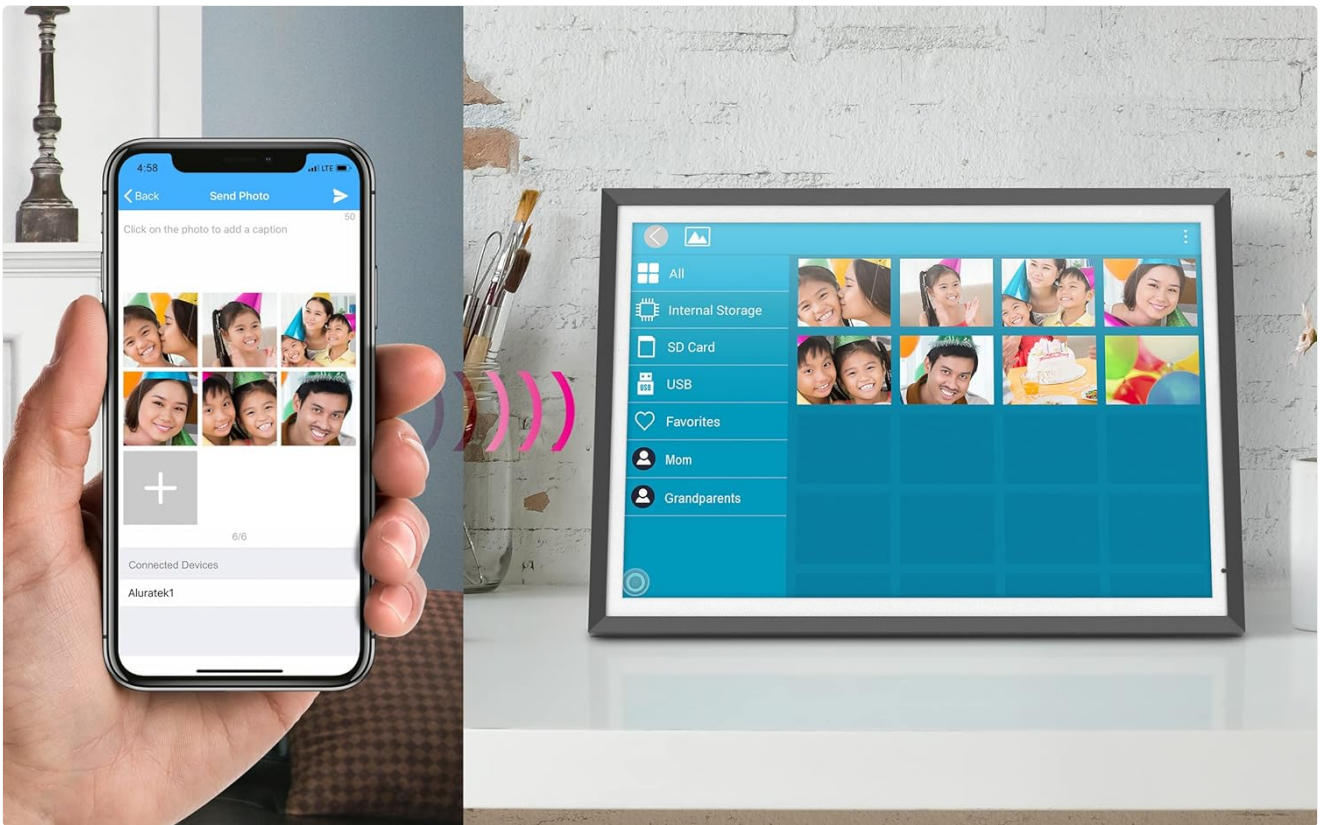 4:58
LTE
Back
Send Photo
50
Click on the photo to add a caption
6/6
Connected Devices
Aluratek1
All
Internal Storage
SD Card
USB
USB
Favorites
Mom
Grandparents